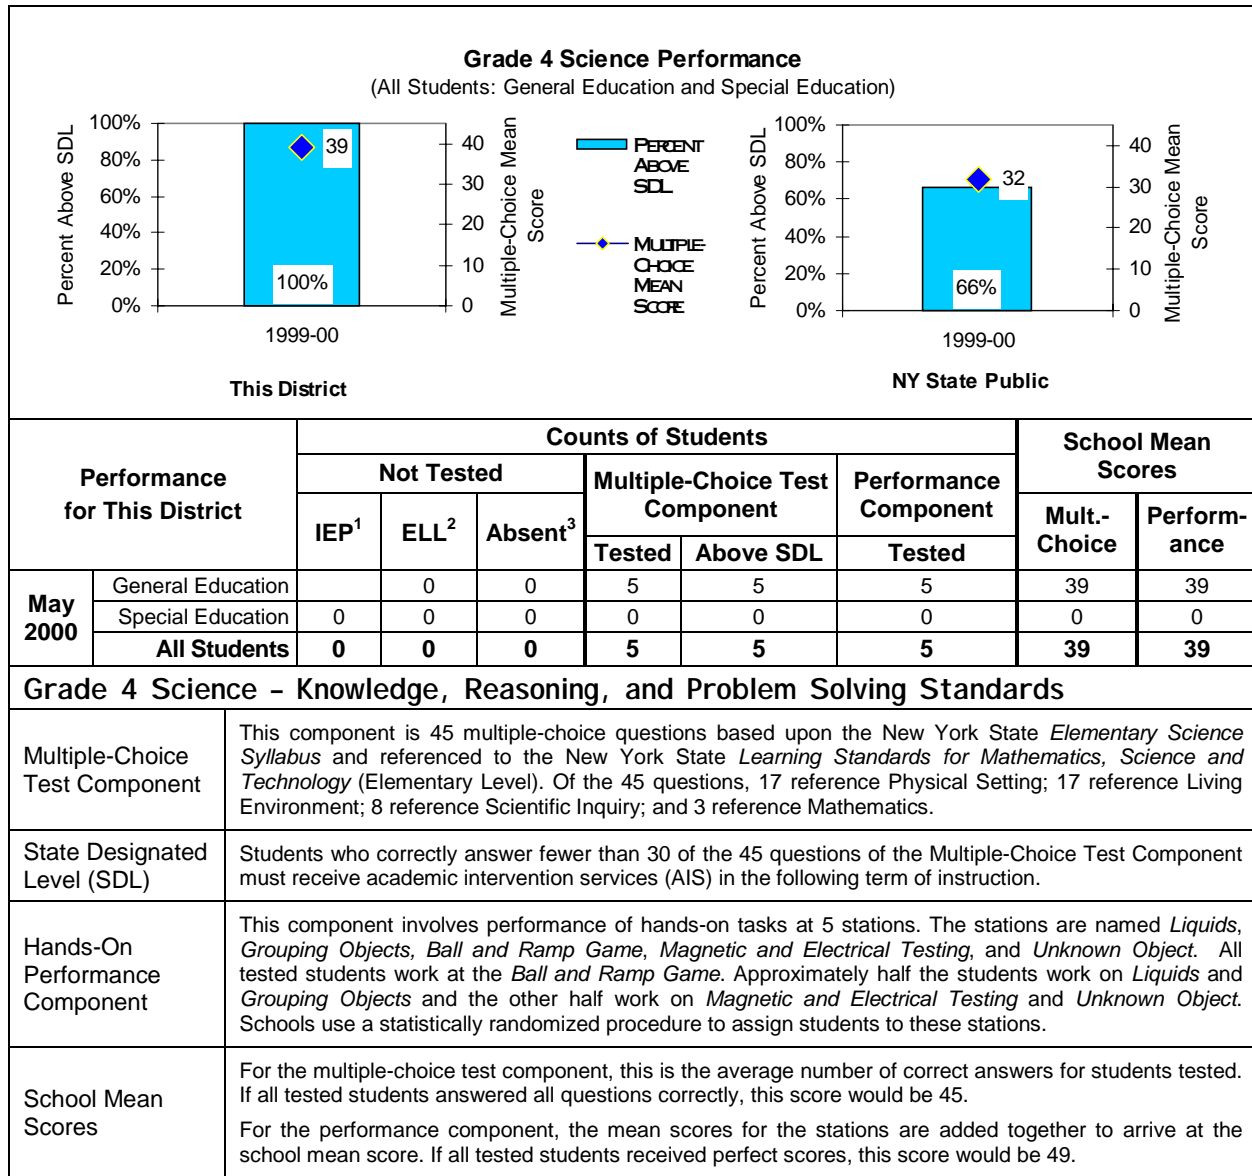 Grade 4 Science Performance
(All Students: General Education and Special Education)
Percent Above SDL
100%
80%
60%
40%
20%
0%
39
100%
1999-00
40
30
20
10
0
Multiple-Choice Mean Score
This District
PERCENT
ABOVE
SDL
MULTIPLE-
CHOICE
MEAN
SCORE
Percent Above SDL
100%
80%
60%
40%
20%
0%
32
66%
1999-00
40
30
20
10
0
Multiple-Choice Mean Score
NY State Public
Performance
for This District
Counts of Students
School Mean
Scores
Not Tested
Multiple-Choice Test
Component
Performance
Component
IEP1 ELL2 Absent3
Tested Above SDL Tested
Mult.-
Choice
Perform-
ance
May
2000
General Education 0 0 5 5 5 39 39
Special Education 0 0 0 0 0 0 0 0
All Students 0 0 0 5 5 5 39 39
Grade 4 Science – Knowledge, Reasoning, and Problem Solving Standards
Multiple-Choice
Test Component
This component is 45 multiple-choice questions based upon the New York State Elementary Science
Syllabus and referenced to the New York State Learning Standards for Mathematics, Science and
Technology (Elementary Level). Of the 45 questions, 17 reference Physical Setting; 17 reference Living
Environment; 8 reference Scientific Inquiry; and 3 reference Mathematics.
State Designated
Level (SDL)
Students who correctly answer fewer than 30 of the 45 questions of the Multiple-Choice Test Component
must receive academic intervention services (AIS) in the following term of instruction.
Hands-On
Performance
Component
This component involves performance of hands-on tasks at 5 stations. The stations are named Liquids,
Grouping Objects, Ball and Ramp Game, Magnetic and Electrical Testing, and Unknown Object. All
tested students work at the Ball and Ramp Game. Approximately half the students work on Liquids and
Grouping Objects and the other half work on Magnetic and Electrical Testing and Unknown Object.
Schools use a statistically randomized procedure to assign students to these stations.
School Mean
Scores
For the multiple-choice test component, this is the average number of correct answers for students tested.
If all tested students answered all questions correctly, this score would be 45.
For the performance component, the mean scores for the stations are added together to arrive at the
school mean score. If all tested students received perfect scores, this score would be 49.